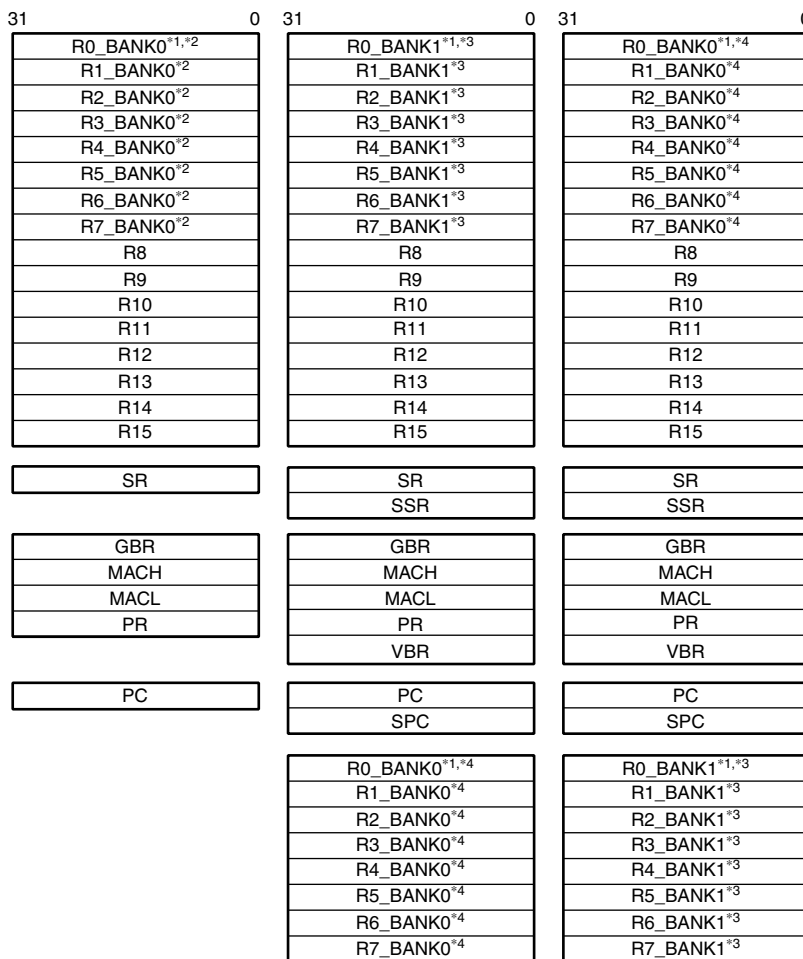 31 0 31 0 31 0
R0_BANK0*1,*2 R0_BANK1*1,*3 R0_BANK0*1,*4
R1_BANK0*2 R1_BANK1*3 R1_BANK0*4
R2_BANK0*2 R2_BANK1*3 R2_BANK0*4
R3_BANK0*2 R3_BANK1*3 R3_BANK0*4
R4_BANK0*2 R4_BANK1*3 R4_BANK0*4
R5_BANK0*2 R5_BANK1*3 R5_BANK0*4
R6_BANK0*2 R6_BANK1*3 R6_BANK0*4
R7_BANK0*2 R7_BANK1*3 R7_BANK0*4
R8 R8 R8
R9 R9 R9
R10 R10 R10
R11 R11 R11
R12 R12 R12
R13 R13 R13
R14 R14 R14
R15 R15 R15
SR SR SR
SSR SSR
GBR GBR GBR
MACH MACH MACH
MACL MACL MACL
PR PR PR
VBR VBR
PC PC PC
SPC SPC
R0_BANK0*1,*4 R0_BANK1*1,*3
R1_BANK0*4 R1_BANK1*3
R2_BANK0*4 R2_BANK1*3
R3_BANK0*4 R3_BANK1*3
R4_BANK0*4 R4_BANK1*3
R5_BANK0*4 R5_BANK1*3
R6_BANK0*4 R6_BANK1*3
R7_BANK0*4 R7_BANK1*3